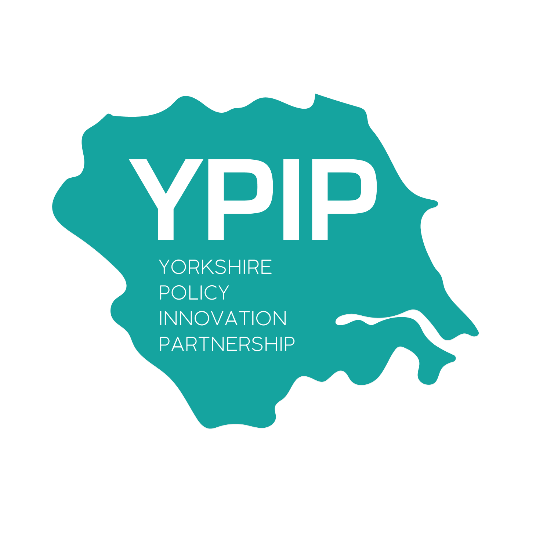 YPIP
YORKSHIRE
POLICY
INNOVATION
PARTNERSHIP